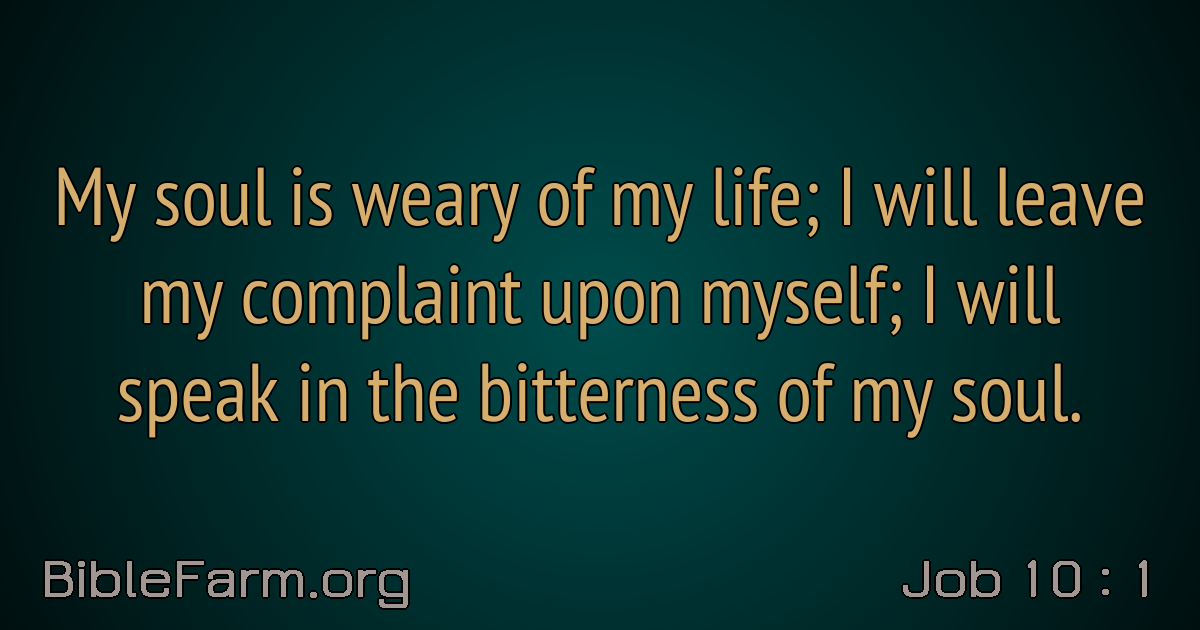 My soul is weary of my life; I will leave
my complaint upon myself; I will
speak in the bitterness of my soul.
BibleFarm.org
Job 10 : 1